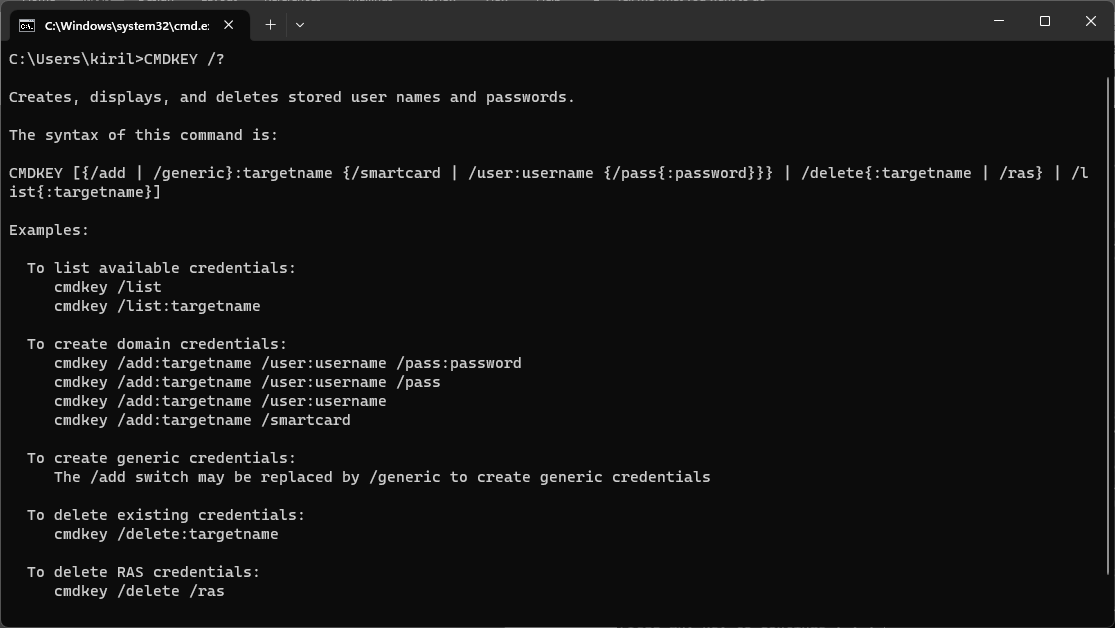 C:\Windows\system32\cmd.e:
C:\Users\kiril>CMDKEY /?
Creates, displays, and deletes stored user names and passwords.
The syntax of this command is:
CMDKEY [{/add | /generic}:targetname {/smartcard | /user:username {/pass{:password}}} | /delete{:targetname | /ras} | /l
ist{:targetname}]
Examples:
To list available credentials:
cmdkey /list
cmdkey /list:targetname
To create domain credentials:
cmdkey /add:targetname /user:username /pass:password
cmdkey /add:targetname /user:username /pass
cmdkey /add:targetname /user:username
cmdkey /add:targetname /smartcard
To create generic credentials:
The /add switch may be replaced by /generic to create generic credentials
To delete existing credentials:
cmdkey /delete:targetname
To delete RAS credentials:
cmdkey /delete /ras